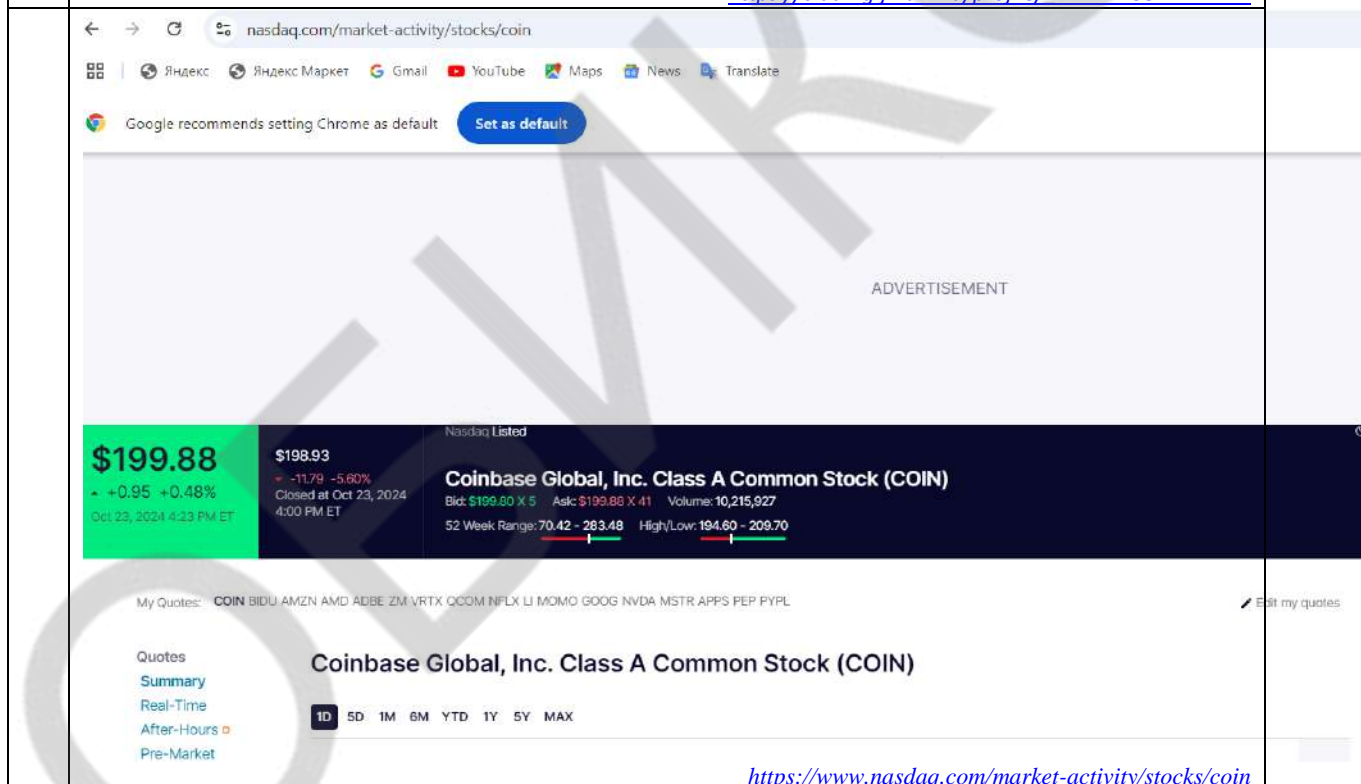 nasdaq.com/market-activity/stocks/coin
Яндекс Яндекс Маркет Gmail YouTube Maps News Translate
Google recommends setting Chrome as default Set as default
ADVERTISEMENT
Nasdaq Listed
$199.88
+0.95 +0.48%
Oct 23, 2024 4:23 PM ET
$198.93
-11.79 -5.60%
Closed at Oct 23, 2024
4:00 PM ET
Coinbase Global, Inc. Class A Common Stock (COIN)
Bid: $199.80 X 5 Ask: $199.88 X 41 Volume: 10,215,927
52 Week Range: 70.42 - 283.48 High/Low: 194.60 - 209.70
My Quotes: COIN BIDU AMZN AMD ADBE ZM VRTX QCOM NFLX LI MOMO GOOG NVDA MSTR APPS PEP PYPL
Edit my quotes
Quotes
Summary
Real-Time
After-Hours
Pre-Market
Coinbase Global, Inc. Class A Common Stock (COIN)
1D 5D 1M 6M YTD 1Y 5Y MAX
https://www.nasdaq.com/market-activity/stocks/coin